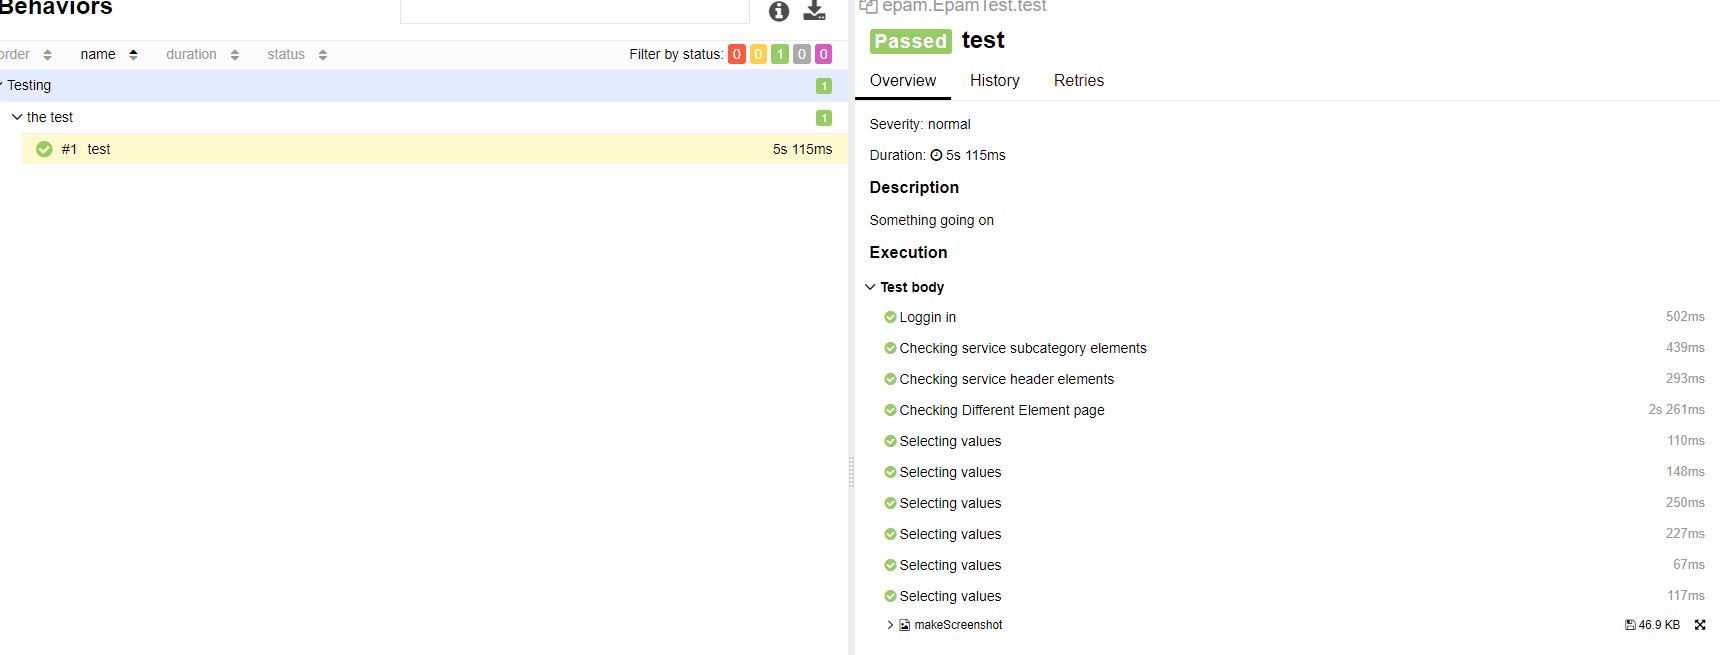 Behaviors
order name duration status Filter by status: 0 0 1 0 0
Testing 1
the test 1
#1 test 5s 115ms
epam.EpamTest.test
Passed test
Overview History Retries
Severity: normal
Duration: 5s 115ms
Description
Something going on
Execution
Test body
Loggin in 502ms
Checking service subcategory elements 439ms
Checking service header elements 293ms
Checking Different Element page 2s 261ms
Selecting values 110ms
Selecting values 148ms
Selecting values 250ms
Selecting values 227ms
Selecting values 67ms
Selecting values 117ms
makeScreenshot 46.9 KB